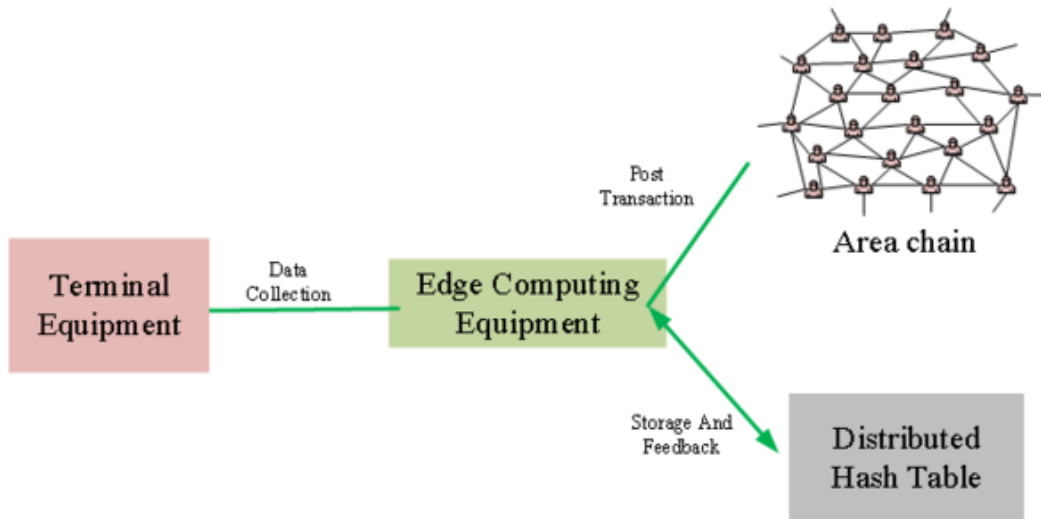 Terminal
Equipment
Data
Collection
Edge Computing
Equipment
Post
Transaction
Area chain
Storage And
Feedback
Distributed
Hash Table